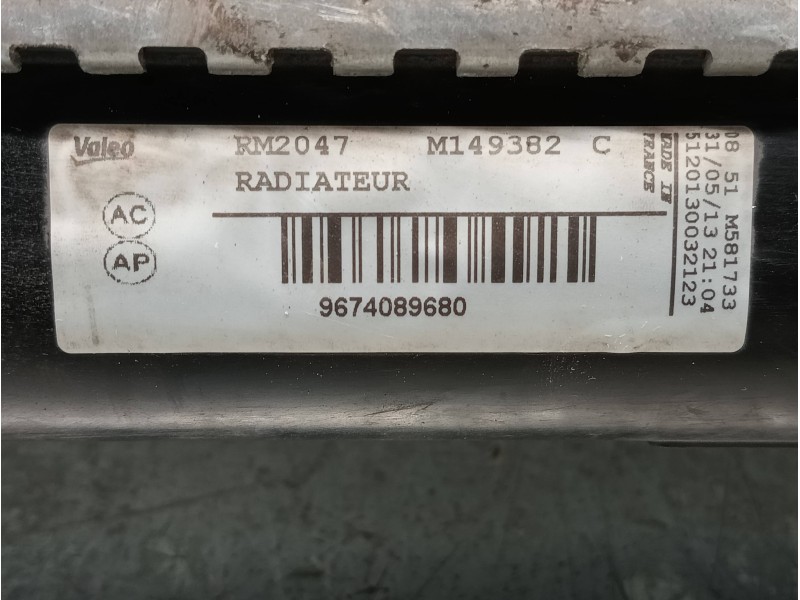 Valeo
RM2047 M149382 C
RADIATEUR
AC
AP
9674089680
MADE IN
FRANCE
08 51 M581733
31/05/13 21:04
5120130032123